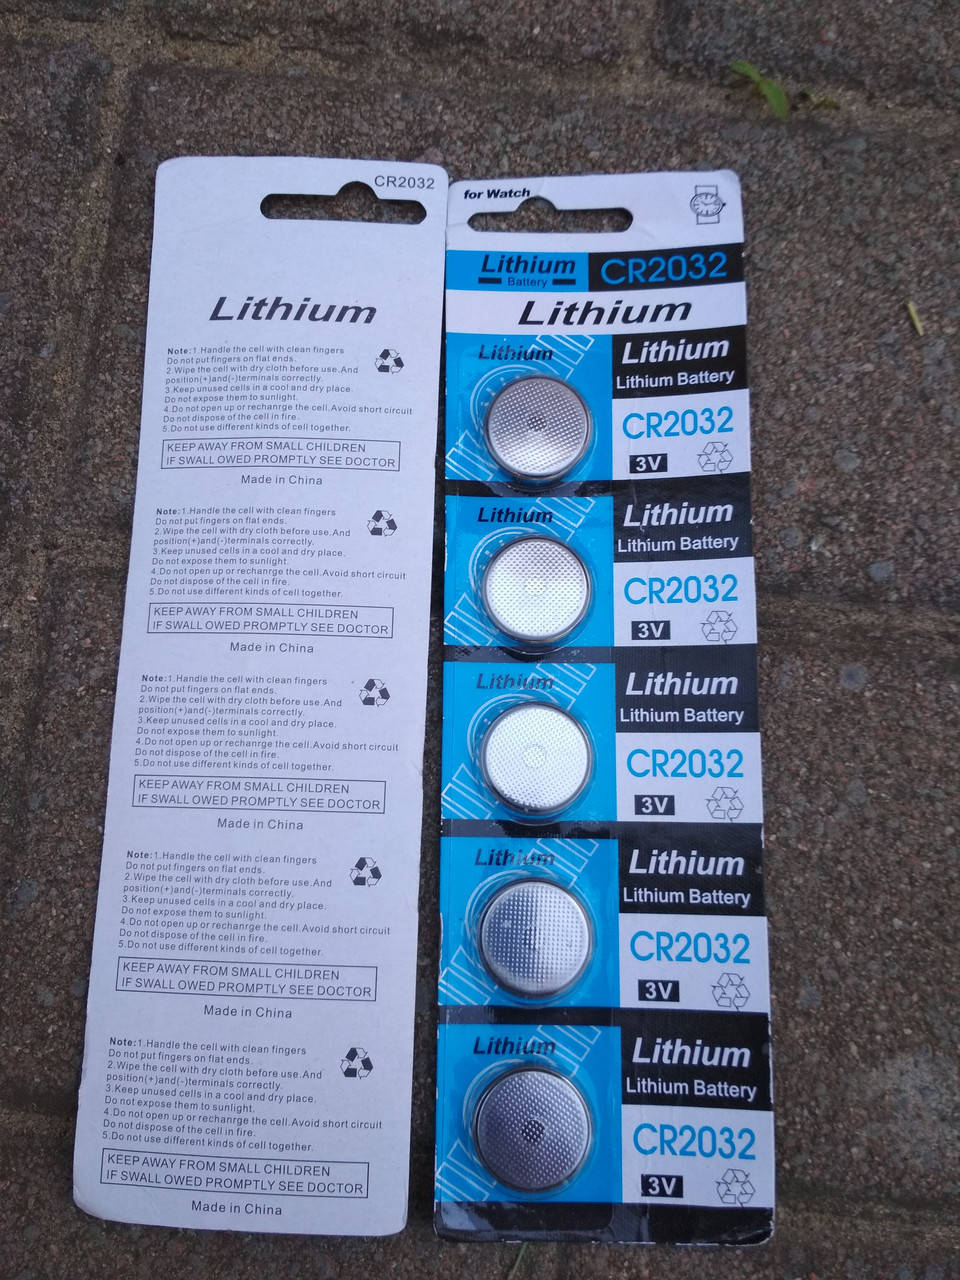 CR2032
Lithium
Note:1.Handle the cell with clean fingers
Do not put fingers on flat ends.
2.Wipe the cell with dry cloth before use.And
position(+)and(-)terminals correctly.
3.Keep unused cells in a cool and dry place.
Do not expose them to sunlight.
4.Do not open up or rechanrge the cell.Avoid short circuit
Do not dispose of the cell in fire.
5.Do not use different kinds of cell together.
KEEP AWAY FROM SMALL CHILDREN
IF SWALL OWED PROMPTLY SEE DOCTOR
Made in China
Note:1.Handle the cell with clean fingers
Do not put fingers on flat ends.
2.Wipe the cell with dry cloth before use.And
position(+)and(-)terminals correctly.
3.Keep unused cells in a cool and dry place.
Do not expose them to sunlight.
4.Do not open up or rechanrge the cell.Avoid short circuit
Do not dispose of the cell in fire.
5.Do not use different kinds of cell together.
KEEP AWAY FROM SMALL CHILDREN
IF SWALL OWED PROMPTLY SEE DOCTOR
Made in China
Note:1.Handle the cell with clean fingers
Do not put fingers on flat ends.
2.Wipe the cell with dry cloth before use.And
position(+)and(-)terminals correctly.
3.Keep unused cells in a cool and dry place.
Do not expose them to sunlight.
4.Do not open up or rechanrge the cell.Avoid short circuit
Do not dispose of the cell in fire.
5.Do not use different kinds of cell together.
KEEP AWAY FROM SMALL CHILDREN
IF SWALL OWED PROMPTLY SEE DOCTOR
Made in China
Note:1.Handle the cell with clean fingers
Do not put fingers on flat ends.
2.Wipe the cell with dry cloth before use.And
position(+)and(-)terminals correctly.
3.Keep unused cells in a cool and dry place.
Do not expose them to sunlight.
4.Do not open up or rechanrge the cell.Avoid short circuit
Do not dispose of the cell in fire.
5.Do not use different kinds of cell together.
KEEP AWAY FROM SMALL CHILDREN
IF SWALL OWED PROMPTLY SEE DOCTOR
Made in China
Note:1.Handle the cell with clean fingers
Do not put fingers on flat ends.
2.Wipe the cell with dry cloth before use.And
position(+)and(-)terminals correctly.
3.Keep unused cells in a cool and dry place.
Do not expose them to sunlight.
4.Do not open up or rechanrge the cell.Avoid short circuit
Do not dispose of the cell in fire.
5.Do not use different kinds of cell together.
KEEP AWAY FROM SMALL CHILDREN
IF SWALL OWED PROMPTLY SEE DOCTOR
Made in China
for Watch
Lithium
Battery
CR2032
Lithium
Lithium
Lithium
Lithium Battery
CR2032
3V
Lithium
Lithium
Lithium Battery
CR2032
3V
Lithium
Lithium
Lithium Battery
CR2032
3V
Lithium
Lithium
Lithium Battery
CR2032
3V
Lithium
Lithium
Lithium Battery
CR2032
3V